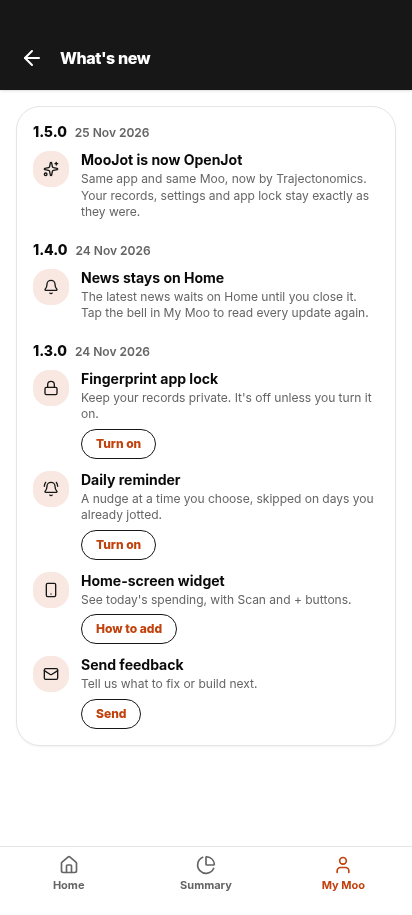 What's new
1.5.0 25 Nov 2026
MooJot is now OpenJot
Same app and same Moo, now by Trajectonomics.
Your records, settings and app lock stay exactly as
they were.
1.4.0 24 Nov 2026
News stays on Home
The latest news waits on Home until you close it.
Tap the bell in My Moo to read every update again.
1.3.0 24 Nov 2026
Fingerprint app lock
Keep your records private. It's off unless you turn it
on.
Turn on
Daily reminder
A nudge at a time you choose, skipped on days you
already jotted.
Turn on
Home-screen widget
See today's spending, with Scan and + buttons.
How to add
Send feedback
Tell us what to fix or build next.
Send
Home Summary My Moo